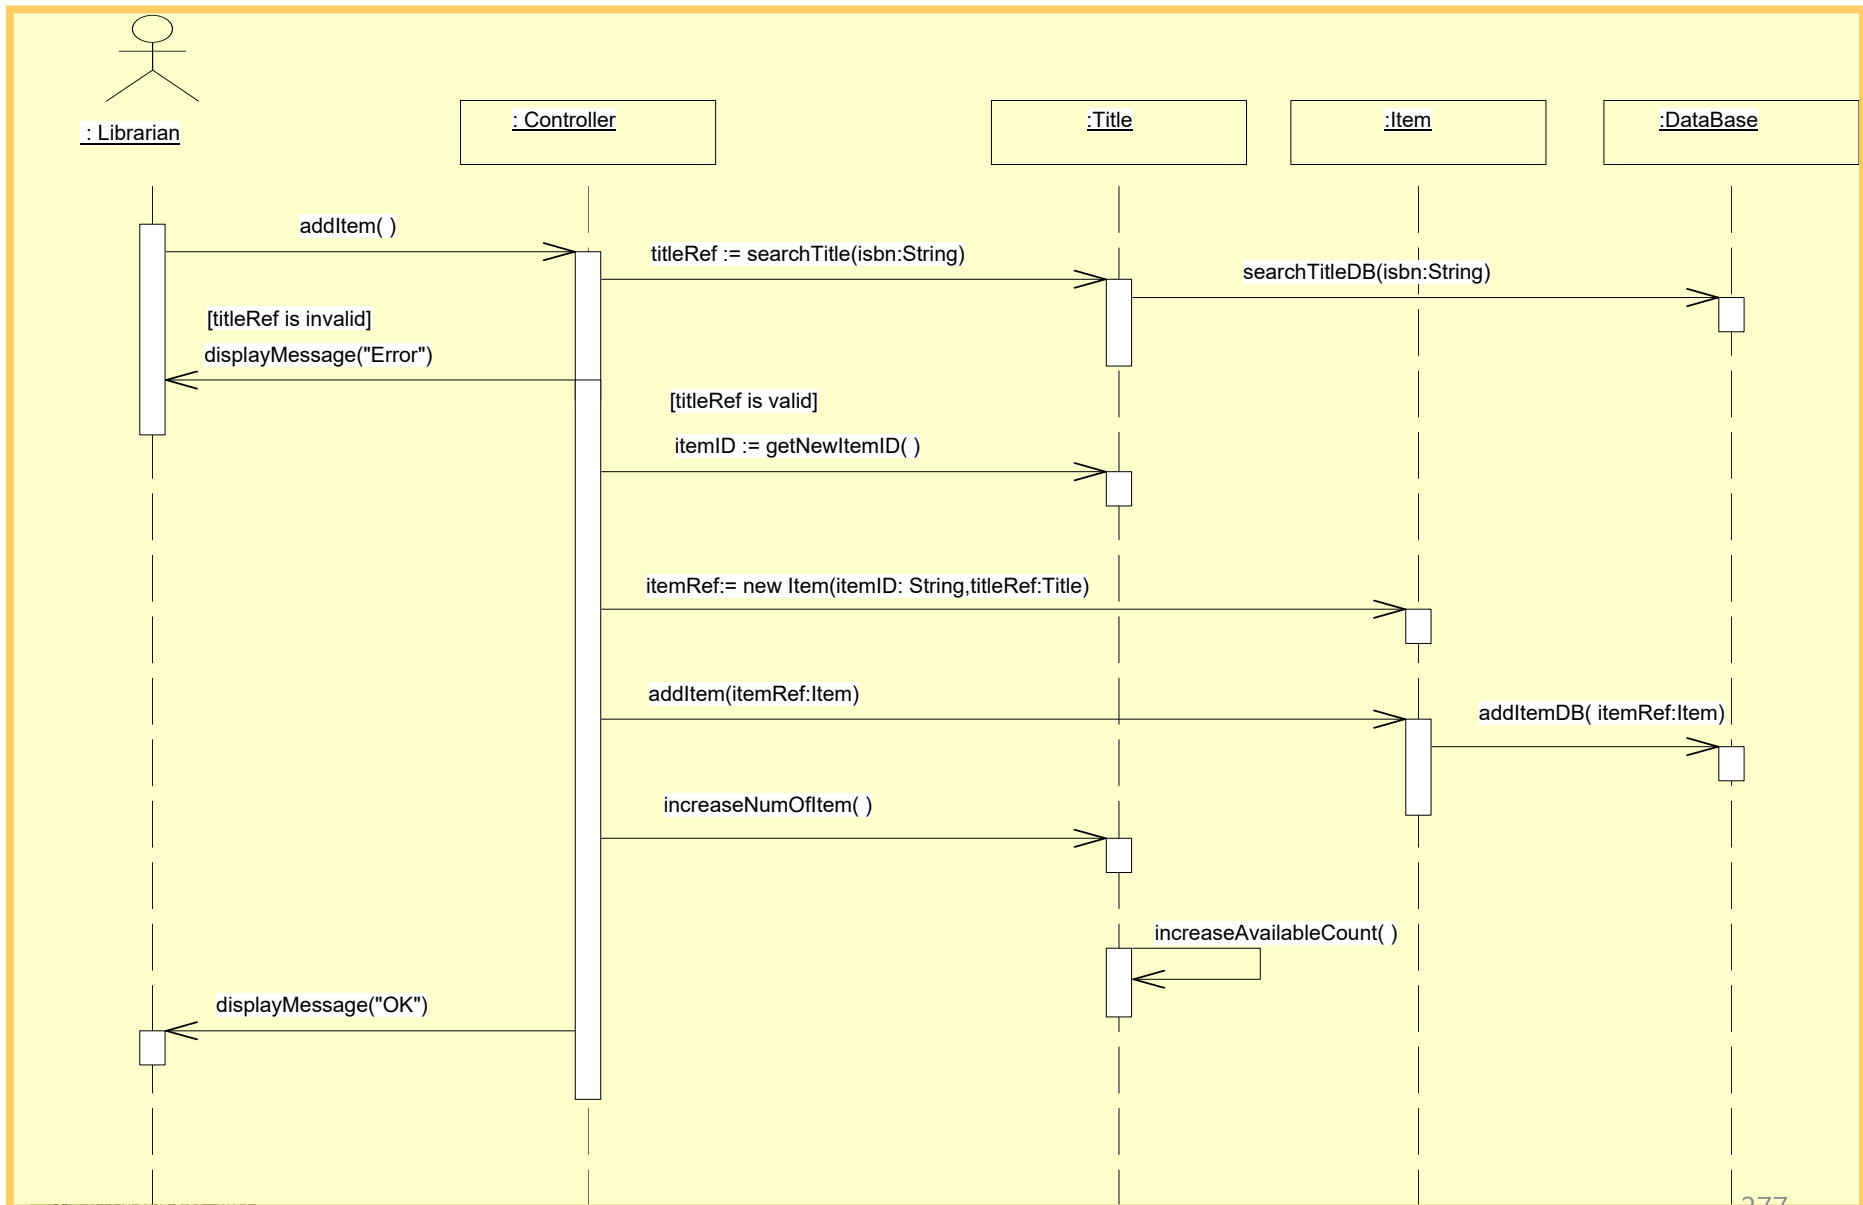 : Librarian
: Controller
:Title
:Item
:DataBase
addItem( )
titleRef := searchTitle(isbn:String)
searchTitleDB(isbn:String)
[titleRef is invalid]
displayMessage("Error")
[titleRef is valid]
itemID := getNewItemID( )
itemRef:= new Item(itemID: String,titleRef:Title)
addItem(itemRef:Item)
addItemDB( itemRef:Item)
increaseNumOfItem( )
increaseAvailableCount( )
displayMessage("OK")